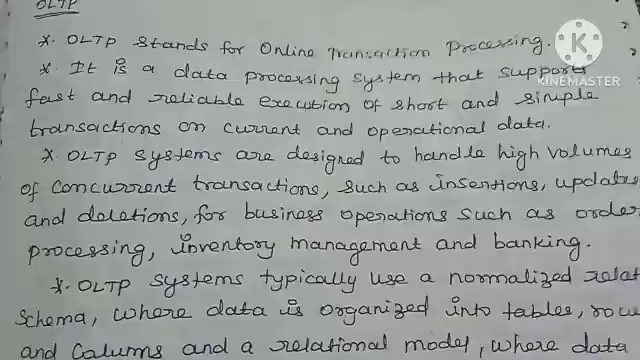 OLTP
*. OLTP stands for Online Transaction Processing.
*. It is a data processing system that supports
fast and reliable execution of short and simple
transactions on current and operational data.
*. OLTP systems are designed to handle high volumes
of concurrent transactions, such as insertions, updates
and deletions, for business operations such as order
processing, inventory management and banking.
*. OLTP systems typically use a normalized relat
schema, where data is organized into tables, row
and Calums and a relational model, where data
KINEMASTER